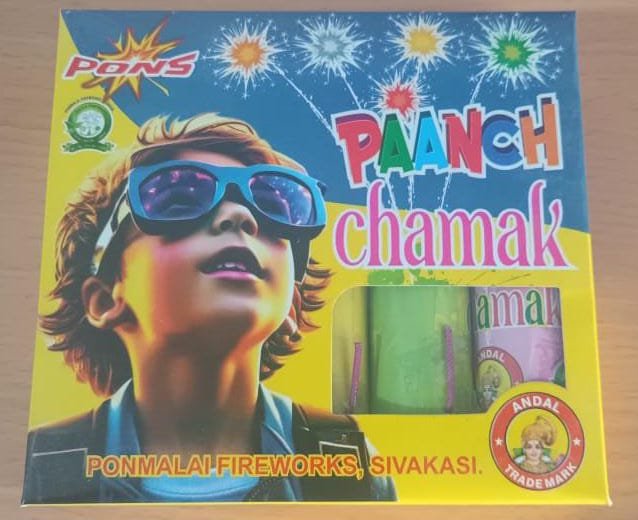 PONS
PAANCH
chamak
amak
ANDAL
PONMALAI FIREWORKS, SIVAKASI.
ANDAL
TRADE MARK